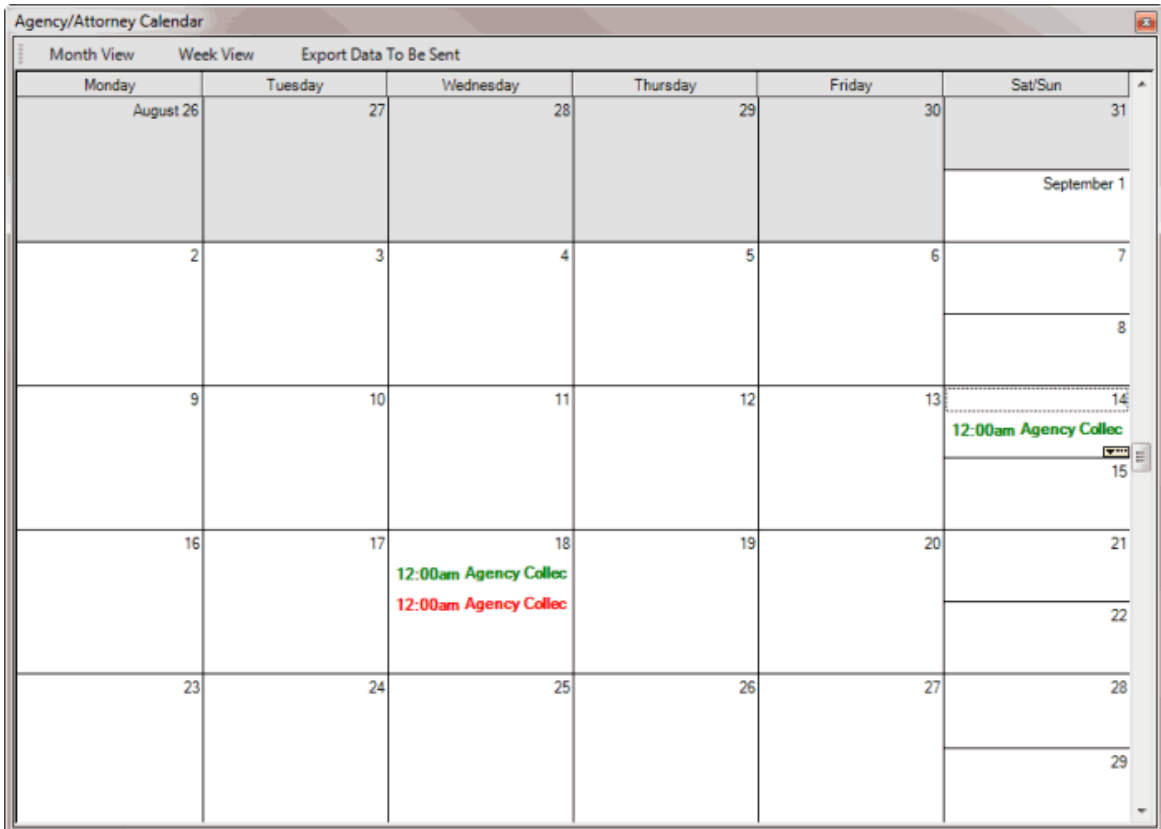 Agency/Attorney Calendar
Month View Week View Export Data To Be Sent
Monday Tuesday Wednesday Thursday Friday Sat/Sun
August 26 27 28 29 30 31
September 1
2 3 4 5 6 7
8
9 10 11 12 13 14
12:00am Agency Collec
15
16 17 18 19 20 21
12:00am Agency Collec
12:00am Agency Collec
22
23 24 25 26 27 28
29